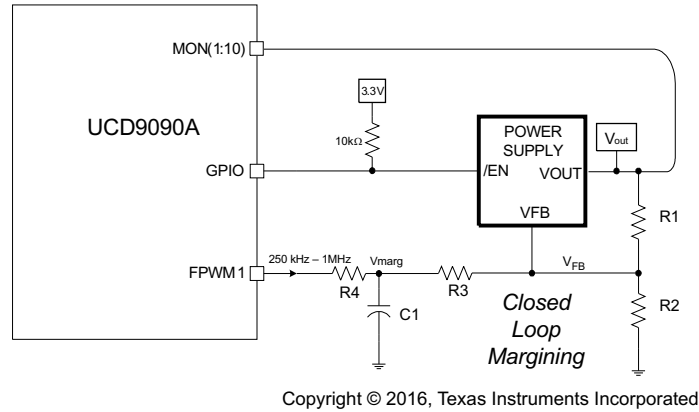 MON(1:10)
3.3V
UCD9090A
10kΩ
POWER
SUPPLY
Vout
GPIO
/EN
VOUT
R1
VFB
250 kHz – 1MHz
Vmarg
FPWM1
VFB
R4
R3
C1
R2
Closed
Loop
Margining
Copyright © 2016, Texas Instruments Incorporated